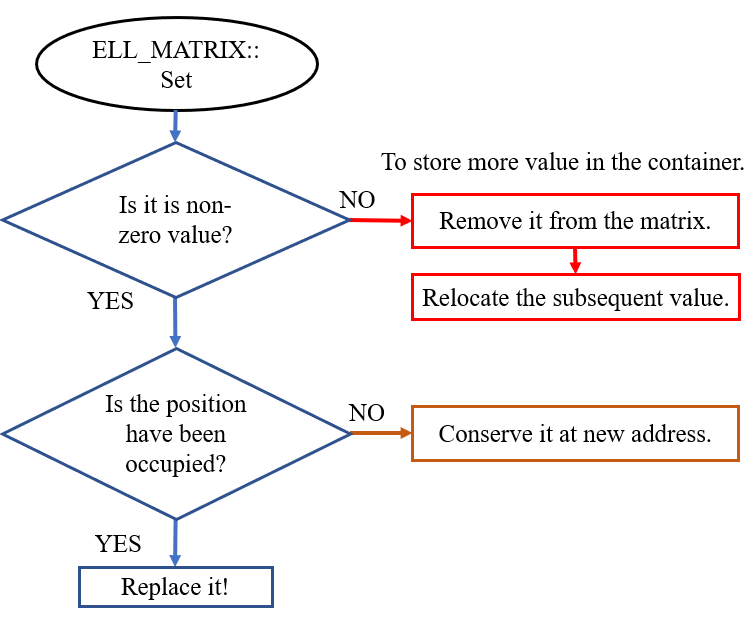 ELL_MATRIX::
Set
To store more value in the container.
Is it is non-
zero value?
NO
Remove it from the matrix.
Relocate the subsequent value.
YES
Is the position
have been
occupied?
NO
Conserve it at new address.
YES
Replace it!